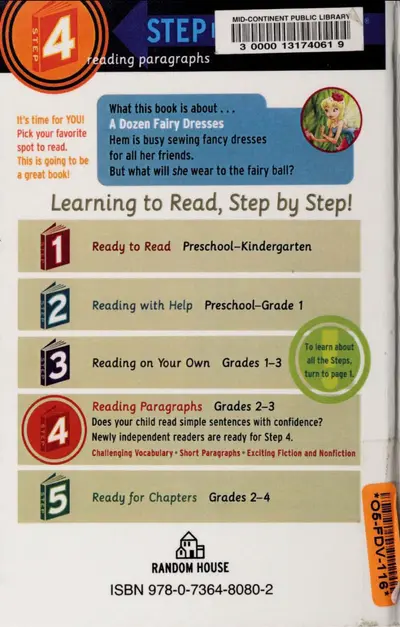 STEP
4
STEP
MID-CONTINENT PUBLIC LIBRARY
3 0000 13174061 9
reading paragraphs
It's time for YOU!
Pick your favorite
spot to read.
This is going to be
a great book!
What this book is about . . .
A Dozen Fairy Dresses
Hem is busy sewing fancy dresses
for all her friends.
But what will she wear to the fairy ball?
Learning to Read, Step by Step!
1
Ready to Read Preschool–Kindergarten
2
Reading with Help Preschool–Grade 1
3
Reading on Your Own Grades 1–3
To learn about
all the Steps,
turn to page 1.
4
Reading Paragraphs Grades 2–3
Does your child read simple sentences with confidence?
Newly independent readers are ready for Step 4.
Challenging Vocabulary • Short Paragraphs • Exciting Fiction and Nonfiction
5
Ready for Chapters Grades 2–4
*05-FDV-116*
RANDOM HOUSE
ISBN 978-0-7364-8080-2